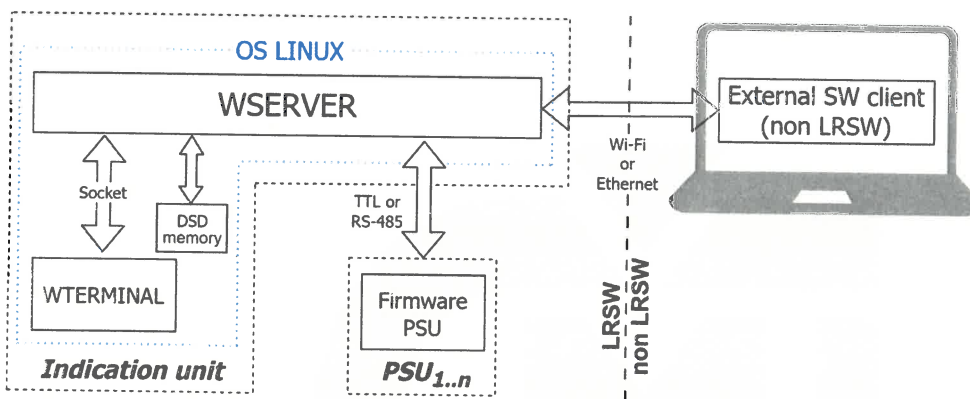 OS LINUX
WSERVER
External SW client
(non LRSW)
Wi-Fi
or
Ethernet
Socket
DSD
memory
TTL or
RS-485
WTERMINAL
Firmware
PSU
Indication unit
PSU1..n
LRSW
non LRSW